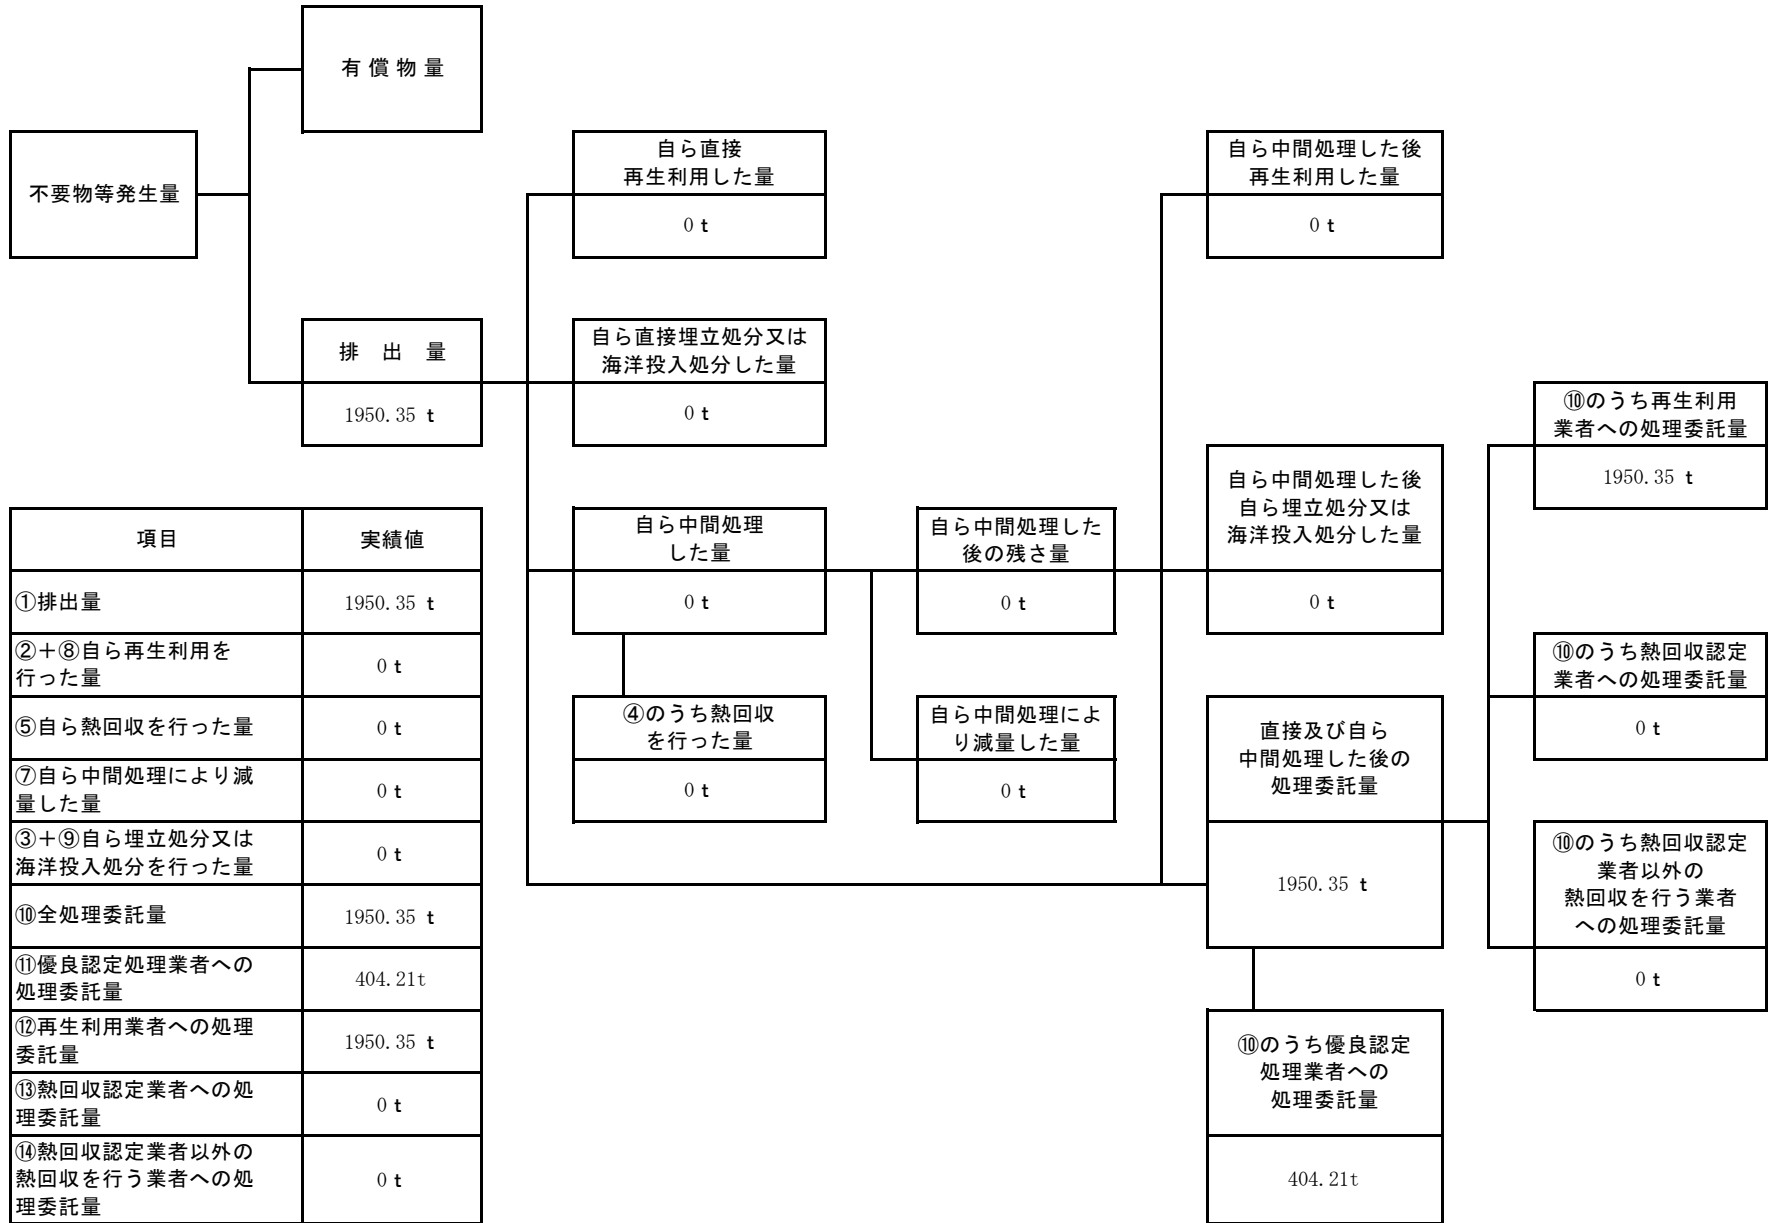 有 償 物 量
不要物等発生量
自ら直接
再生利用した量
0 t
自ら中間処理した後
再生利用した量
0 t
排 出 量
1950.35 t
自ら直接埋立処分又は
海洋投入処分した量
0 t
⑩のうち再生利用
業者への処理委託量
1950.35 t
自ら中間処理
した量
0 t
自ら中間処理した
後の残さ量
0 t
自ら中間処理した後
自ら埋立処分又は
海洋投入処分した量
0 t
⑩のうち熱回収認定
業者への処理委託量
0 t
④のうち熱回収
を行った量
0 t
自ら中間処理によ
り減量した量
0 t
直接及び自ら
中間処理した後の
処理委託量
1950.35 t
⑩のうち熱回収認定
業者以外の
熱回収を行う業者
への処理委託量
0 t
⑩のうち優良認定
処理業者への
処理委託量
404.21t
項目 実績値
①排出量 1950.35 t
②+⑧自ら再生利用を
行った量 0 t
⑤自ら熱回収を行った量 0 t
⑦自ら中間処理により減
量した量 0 t
③+⑨自ら埋立処分又は
海洋投入処分を行った量 0 t
⑩全処理委託量 1950.35 t
⑪優良認定処理業者への
処理委託量 404.21t
⑫再生利用業者への処理
委託量 1950.35 t
⑬熱回収認定業者への処
理委託量 0 t
⑭熱回収認定業者以外の
熱回収を行う業者への処
理委託量 0 t